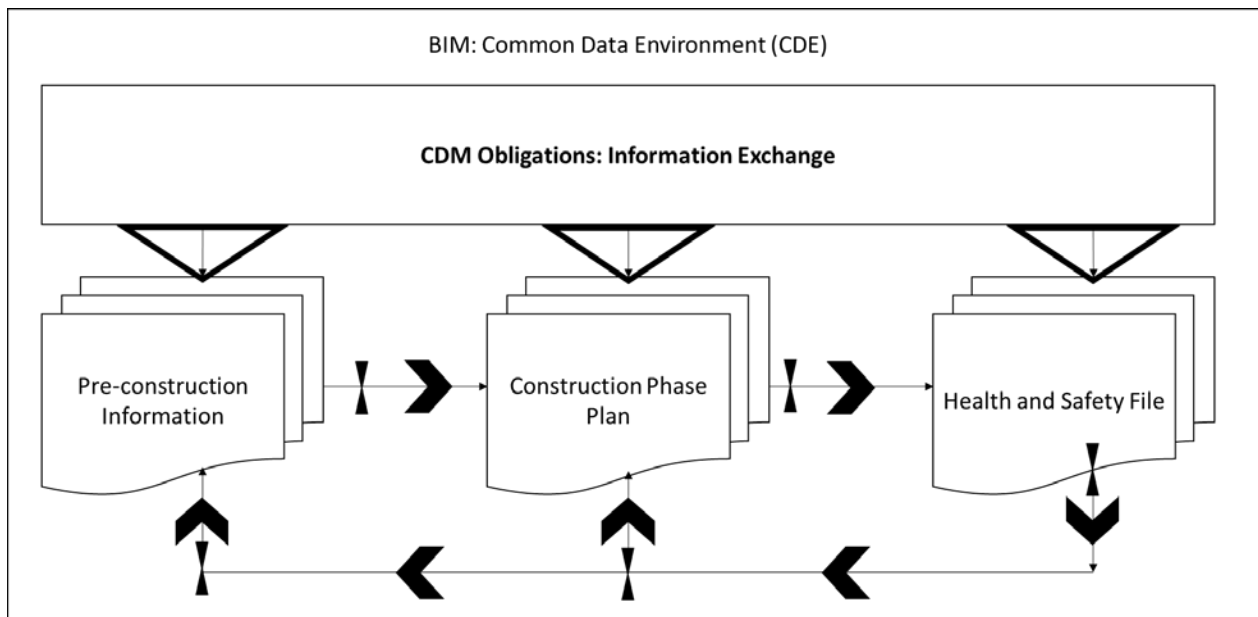 BIM: Common Data Environment (CDE)
CDM Obligations: Information Exchange
Pre-construction
Information
Construction Phase
Plan
Health and Safety File